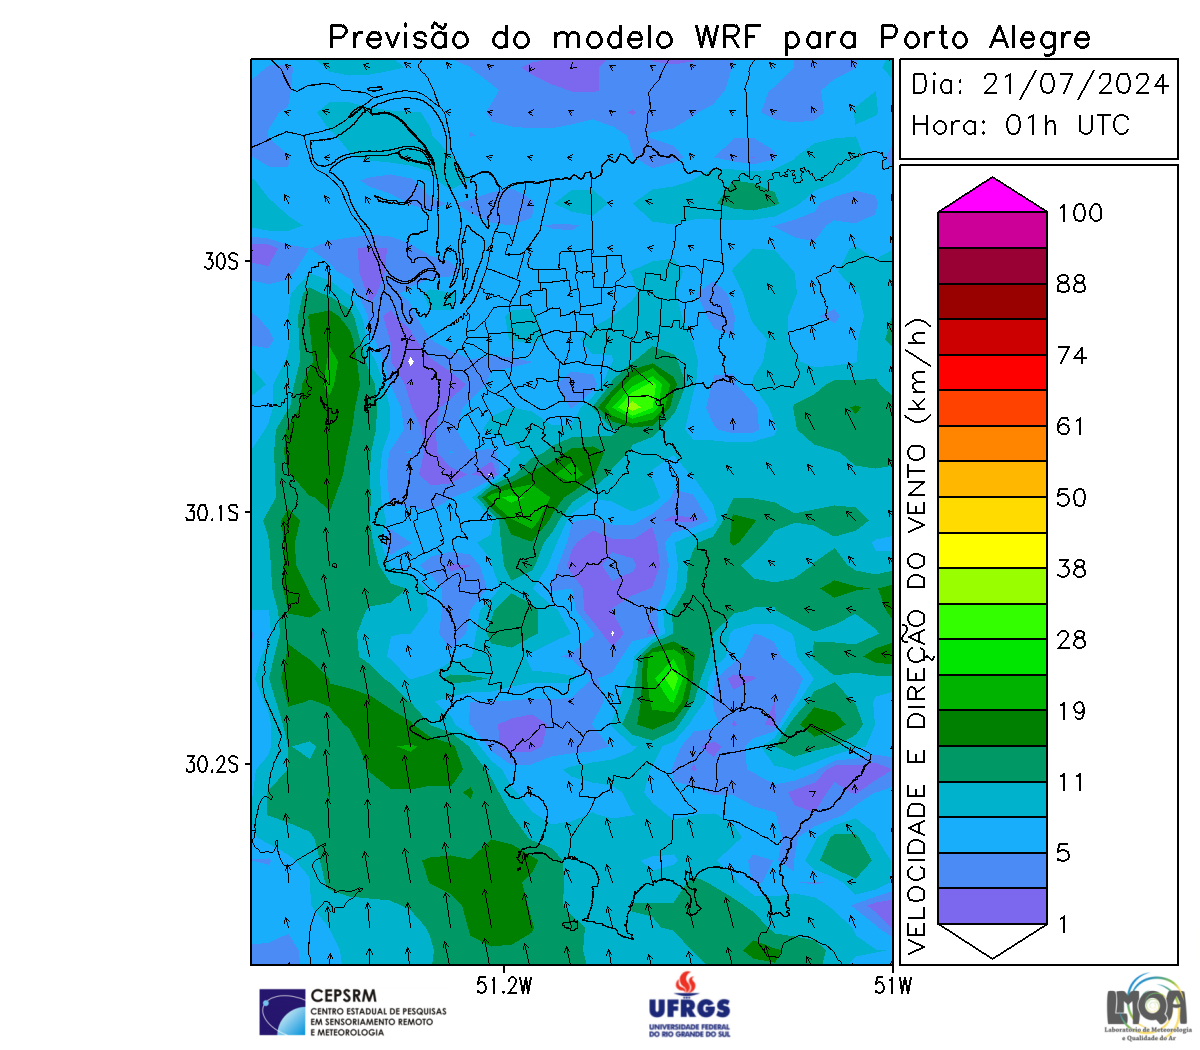 Previsão do modelo WRF para Porto Alegre
Dia: 21/07/2024
Hora: 01h UTC
VELOCIDADE E DIREÇÃO DO VENTO (km/h)
100
88
74
61
50
38
28
19
11
5
1
30S
30.1S
30.2S
51.2W
51W
CEPSRM
CENTRO ESTADUAL DE PESQUISAS
EM SENSORIAMENTO REMOTO
E METEOROLOGIA
UFRGS
UNIVERSIDADE FEDERAL
DO RIO GRANDE DO SUL
LMQA
Laboratório de Meteorologia
e Qualidade do Ar